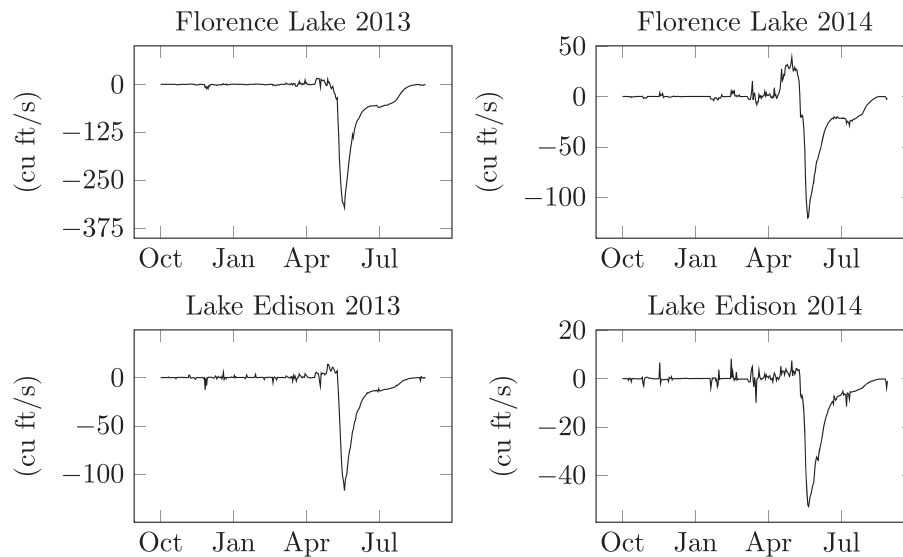 Florence Lake 2013
0
−125
−250
−375
(cu ft/s)
Oct Jan Apr Jul
Florence Lake 2014
50
0
−50
−100
(cu ft/s)
Oct Jan Apr Jul
Lake Edison 2013
0
−50
−100
(cu ft/s)
Oct Jan Apr Jul
Lake Edison 2014
20
0
−20
−40
(cu ft/s)
Oct Jan Apr Jul